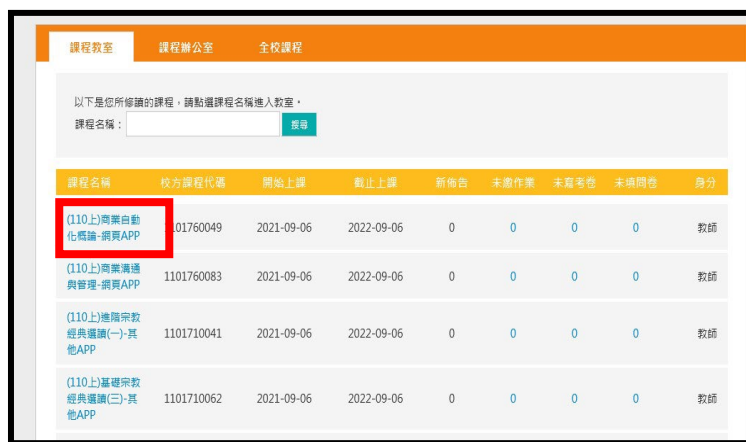 課程教室 課程辦公室 全校課程
以下是您所修讀的課程，請點選課程名稱進入教室。
課程名稱： 搜尋
課程名稱 校方課程代碼 開始上課 截止上課 新佈告 未繳作業 未寫考卷 未填問卷 身分
(110上)商業自動
化概論-網頁APP 1101760049 2021-09-06 2022-09-06 0 0 0 0 教師
(110上)商業溝通
與管理-網頁APP 1101760083 2021-09-06 2022-09-06 0 0 0 0 教師
(110上)進階宗教
經典選讀(一)-其 1101710041 2021-09-06 2022-09-06 0 0 0 0 教師
他APP
(110上)基礎宗教
經典選讀(三)-其 1101710062 2021-09-06 2022-09-06 0 0 0 0 教師
他APP